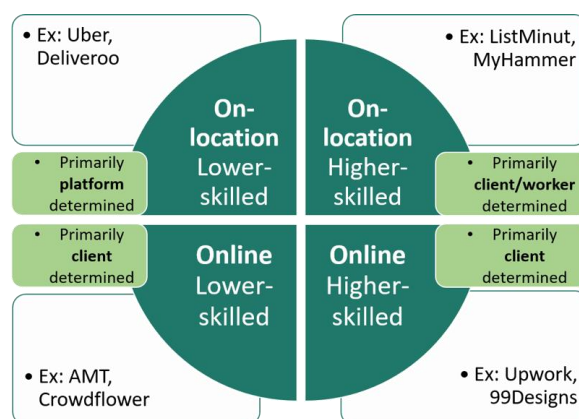 • Ex: Uber,
Deliveroo
• Ex: ListMinut,
MyHammer
On-
location
Lower-
skilled
On-
location
Higher-
skilled
• Primarily
platform
determined
• Primarily
client/worker
determined
• Primarily
client
determined
Online
Lower-
skilled
Online
Higher-
skilled
• Primarily
client
determined
• Ex: AMT,
Crowdflower
• Ex: Upwork,
99Designs